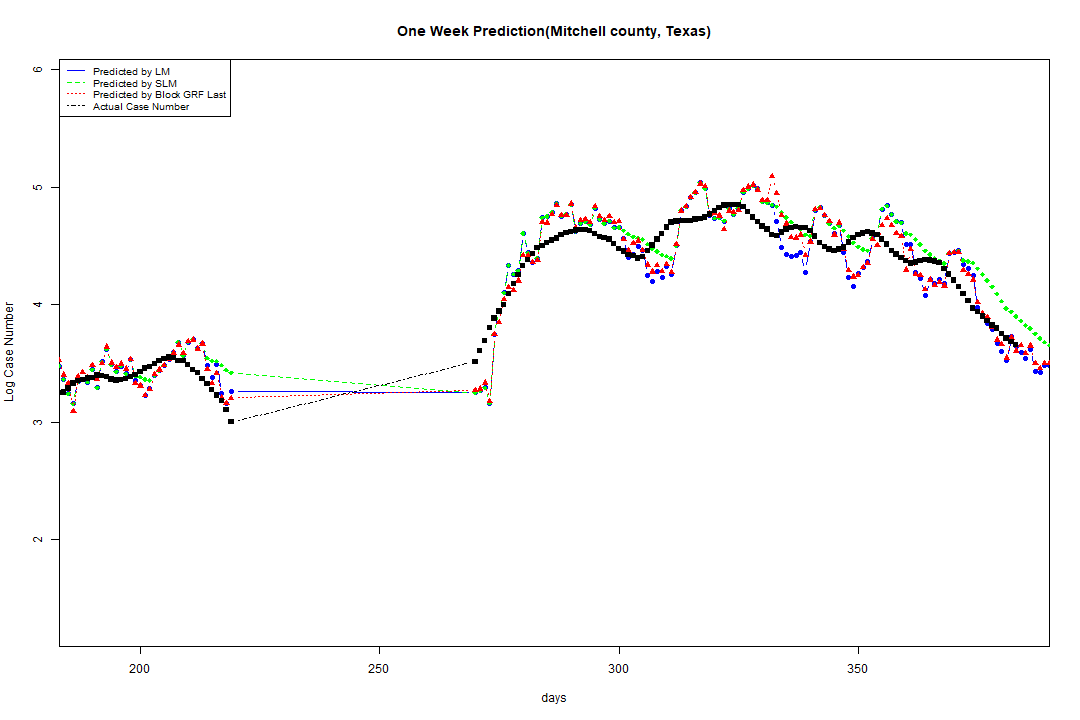 One Week Prediction(Mitchell county, Texas)
Predicted by LM
Predicted by SLM
Predicted by Block GRF Last
Actual Case Number
Log Case Number
6
5
4
3
2
200
250
300
350
days